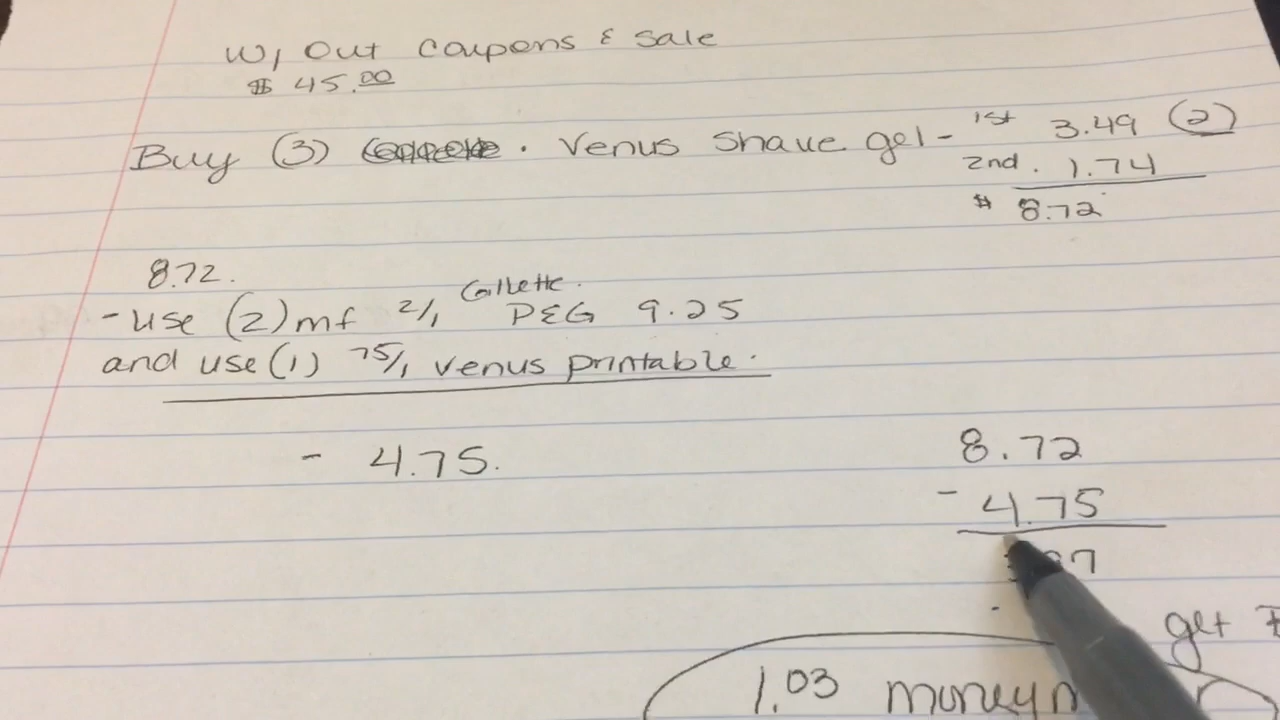 W/ Out Coupons & Sale
$ 45.00
Buy (3) . Venus Shave gel - 1st 3.49 (2)
2nd . 1.74
$ 8.72
8.72.
Gillette.
- use (2) mf 2/1 P&G 9.25
and use (1) 75/1 venus printable.
- 4.75.
8.72
- 4.75
97
get
1.03 money